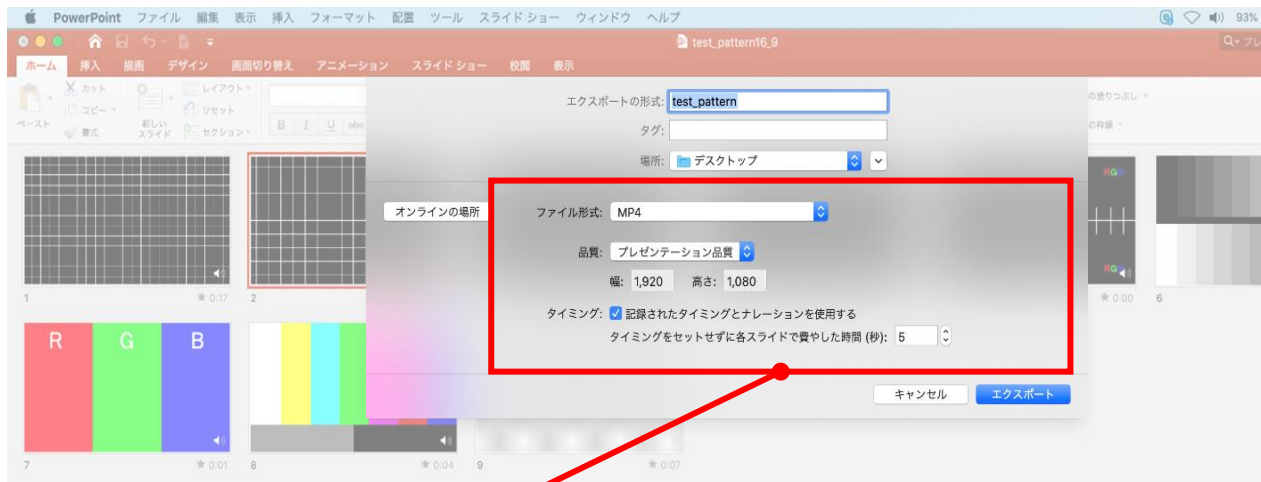 PowerPoint ファイル 編集 表示 挿入 フォーマット 配置 ツール スライドショー ウィンドウ ヘルプ 93%
test_pattern16_9
ホーム 挿入 描画 デザイン 画面切り替え アニメーション スライドショー 校閲 表示
ペースト
カット
コピー
書式
新しい
スライド
レイアウト
リセット
セクション
B I U abc
の塗りつぶし
の枠線
エクスポートの形式: test_pattern
タグ:
場所: デスクトップ
オンラインの場所
ファイル形式: MP4
品質: プレゼンテーション品質
幅: 1,920 高さ: 1,080
タイミング: 記録されたタイミングとナレーションを使用する
タイミングをセットせずに各スライドで費やした時間 (秒): 5
キャンセル エクスポート
RGB
RGB
1 0:17 2 0:00 6
R G B
7 0:01 8 0:04 9 0:07